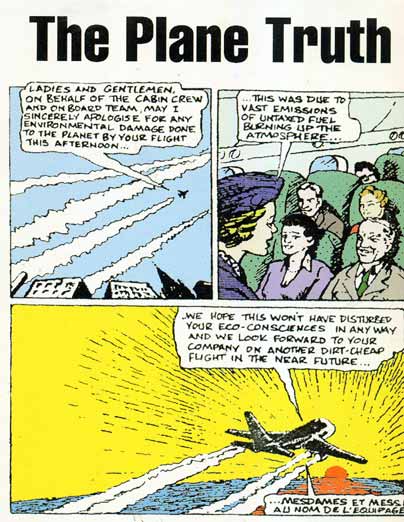 The Plane Truth
LADIES AND GENTLEMEN,
ON BEHALF OF THE CABIN CREW
AND ON BOARD TEAM, MAY I
SINCERELY APOLOGISE FOR ANY
ENVIRONMENTAL DAMAGE DONE
TO THE PLANET BY YOUR FLIGHT
THIS AFTERNOON...
...THIS WAS DUE TO
VAST EMISSIONS
OF UNTAXED FUEL
BURNING UP THE
ATMOSPHERE...
..WE HOPE THIS WON'T HAVE DISTURBED
YOUR ECO-CONSCIENCES IN ANY WAY
AND WE LOOK FORWARD TO YOUR
COMPANY ON ANOTHER DIRT-CHEAP
FLIGHT IN THE NEAR FUTURE...
...MESDAMES ET MESS
AU NOM DE L'EQUIPAGE